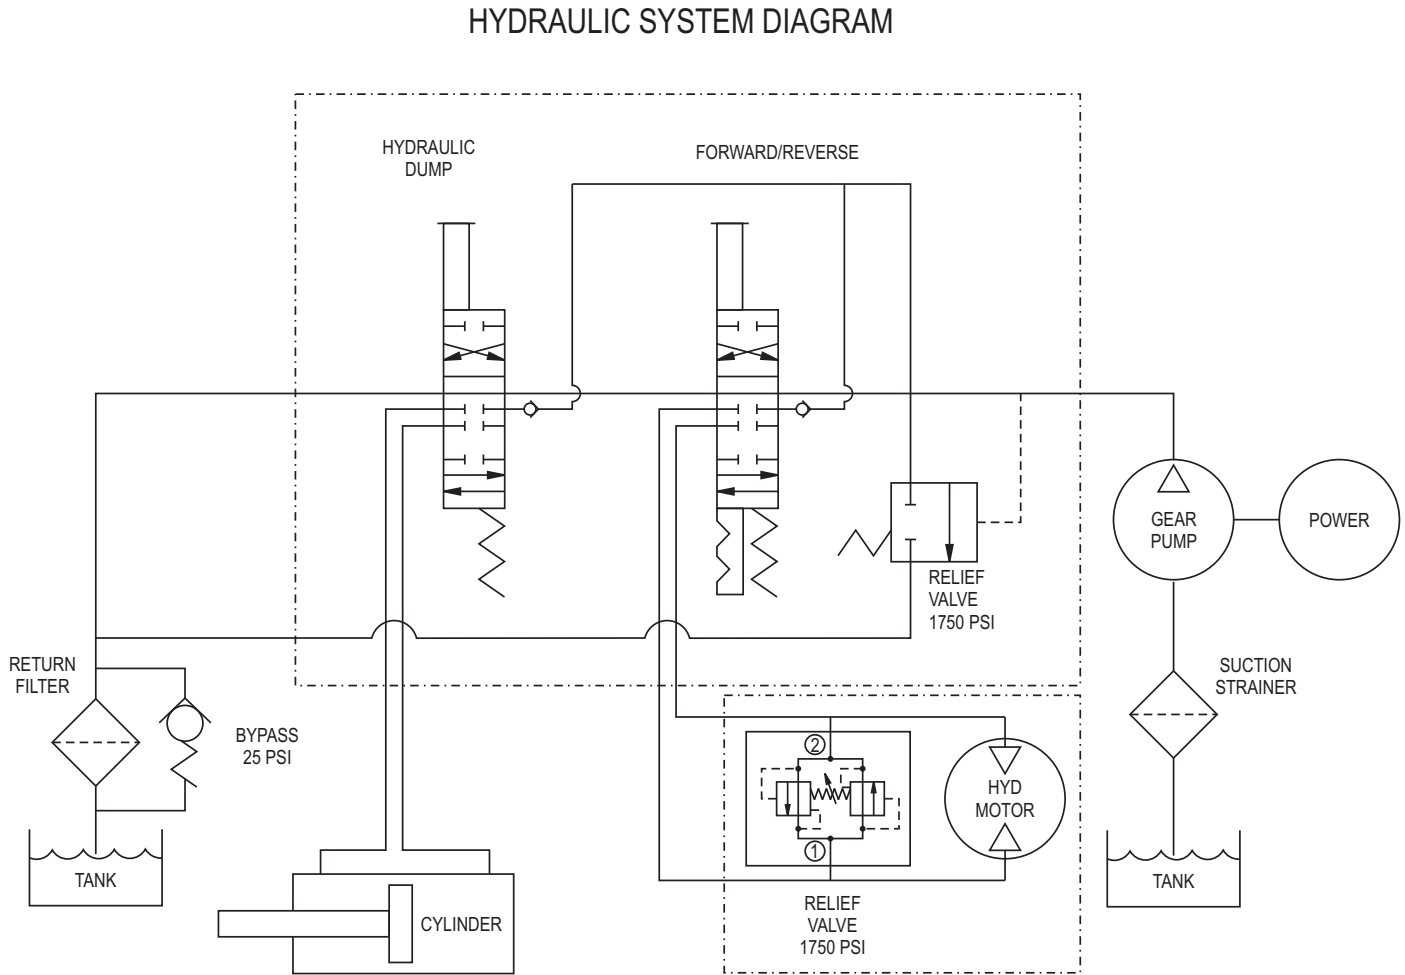 HYDRAULIC SYSTEM DIAGRAM
HYDRAULIC
DUMP
FORWARD/REVERSE
GEAR
PUMP
POWER
RELIEF
VALVE
1750 PSI
RETURN
FILTER
BYPASS
25 PSI
SUCTION
STRAINER
2
HYD
MOTOR
1
TANK
CYLINDER
RELIEF
VALVE
1750 PSI
TANK